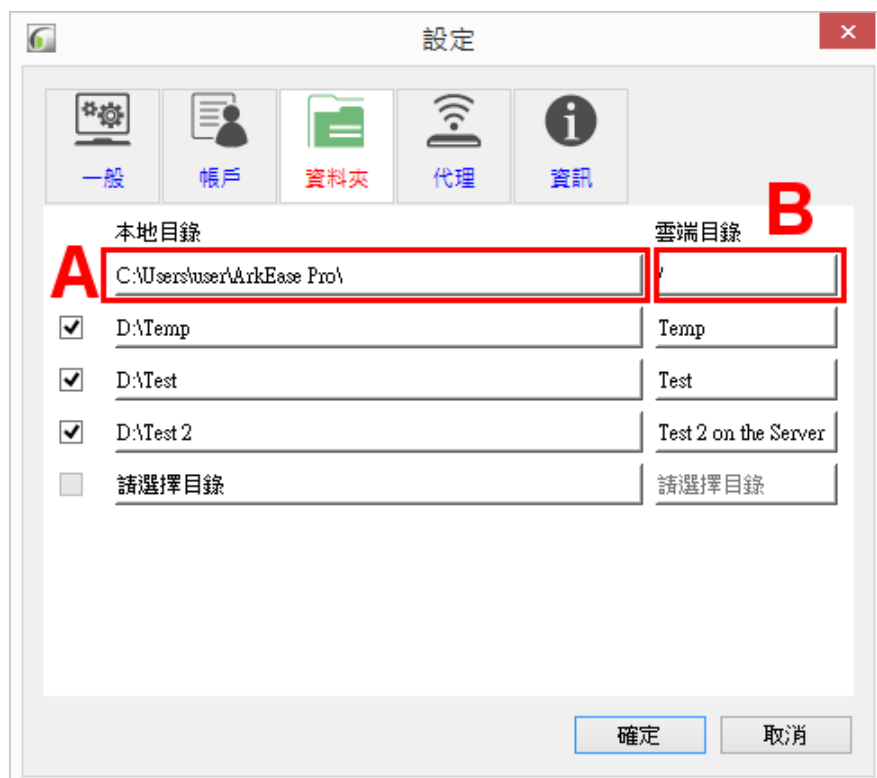 設定
一般 帳戶 資料夾 代理 資訊
本地目錄 雲端目錄 B
A C:\Users\user\ArkEase Pro\ /
D:\Temp Temp
D:\Test Test
D:\Test 2 Test 2 on the Server
請選擇目錄 請選擇目錄
確定 取消